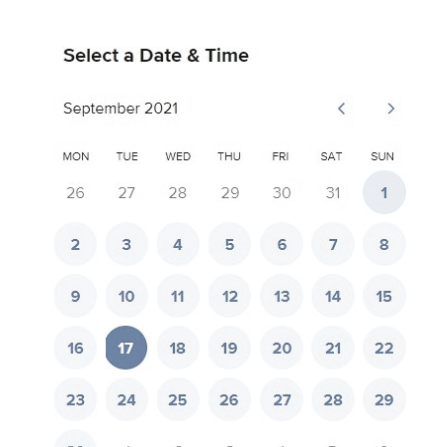 Select a Date & Time
September 2021
MON TUE WED THU FRI SAT SUN
26 27 28 29 30 31 1
2 3 4 5 6 7 8
9 10 11 12 13 14 15
16 17 18 19 20 21 22
23 24 25 26 27 28 29